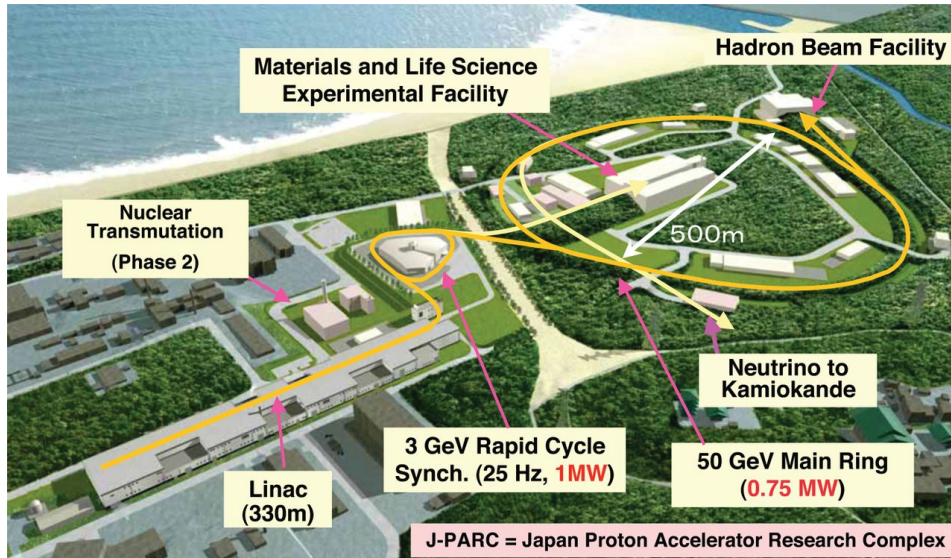 Hadron Beam Facility
Materials and Life Science
Experimental Facility
Nuclear
Transmutation
(Phase 2)
500m
Neutrino to
Kamiokande
3 GeV Rapid Cycle
Synch. (25 Hz, 1MW)
50 GeV Main Ring
(0.75 MW)
Linac
(330m)
J-PARC = Japan Proton Accelerator Research Complex